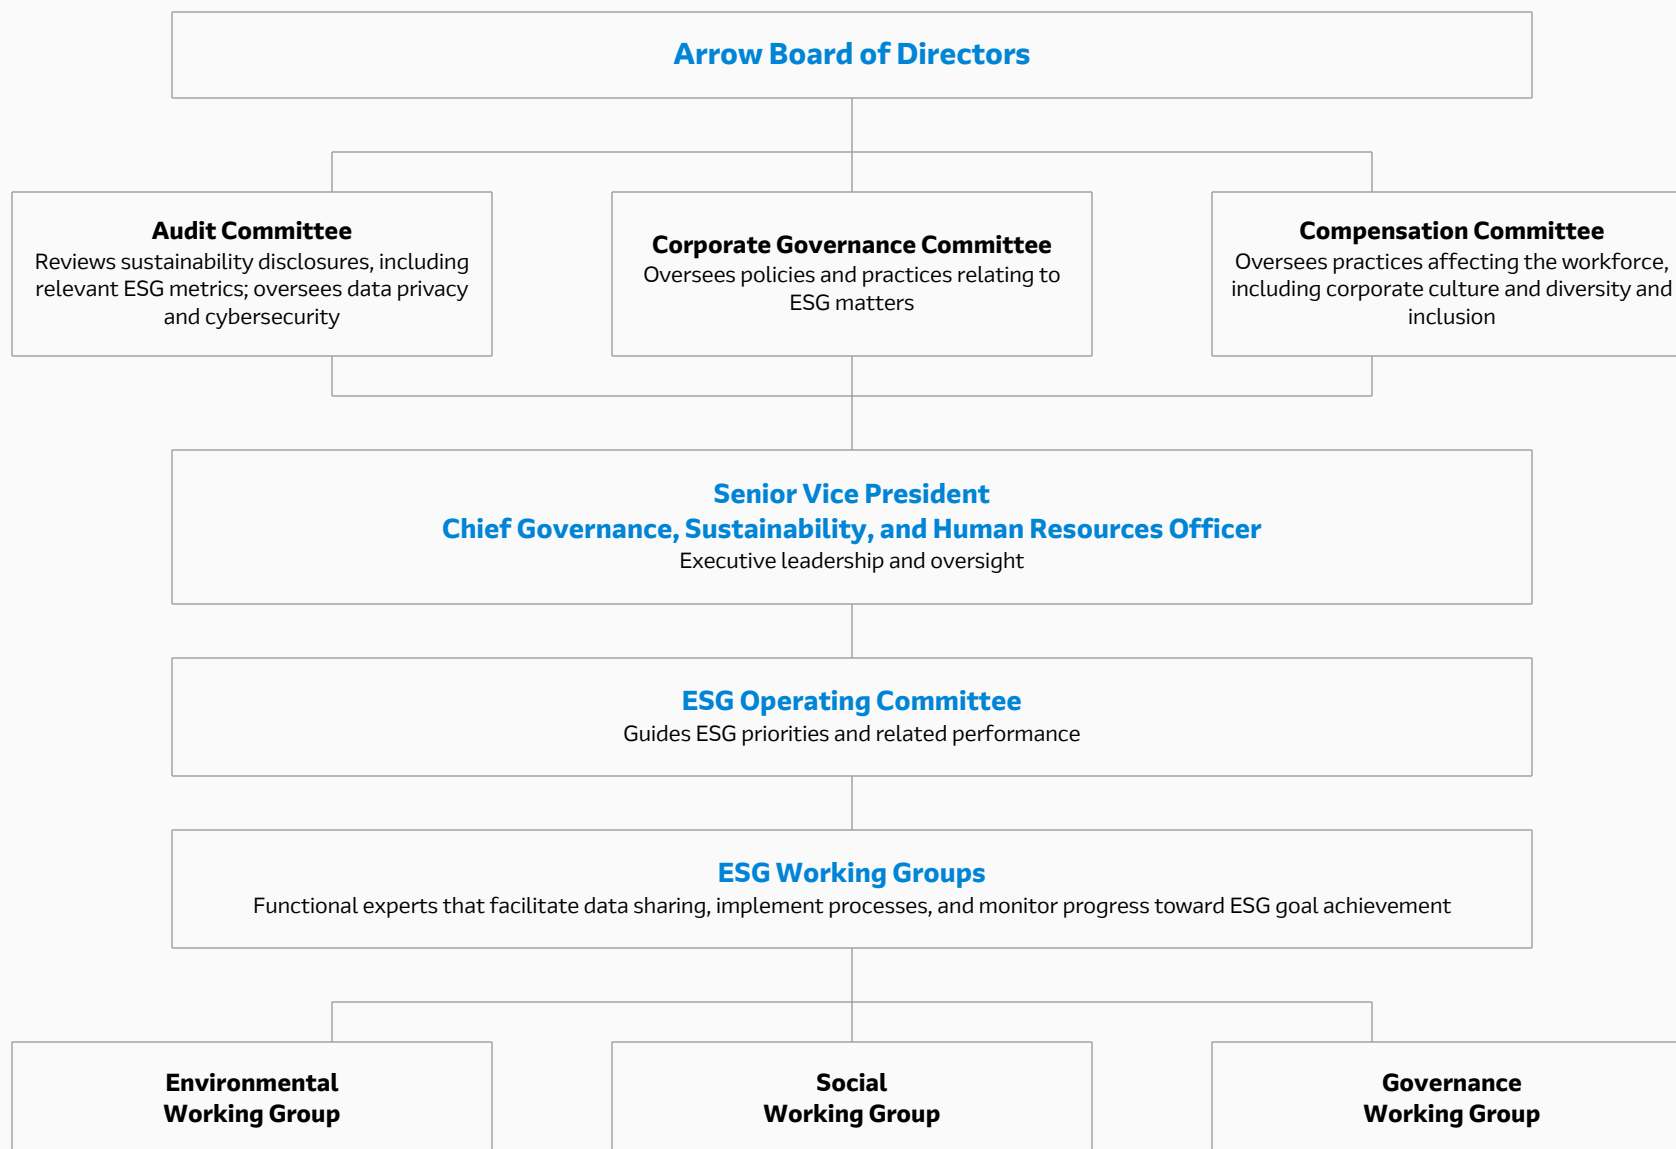 Arrow Board of Directors
Audit Committee
Reviews sustainability disclosures, including
relevant ESG metrics; oversees data privacy
and cybersecurity
Corporate Governance Committee
Oversees policies and practices relating to
ESG matters
Compensation Committee
Oversees practices affecting the workforce,
including corporate culture and diversity and
inclusion
Senior Vice President
Chief Governance, Sustainability, and Human Resources Officer
Executive leadership and oversight
ESG Operating Committee
Guides ESG priorities and related performance
ESG Working Groups
Functional experts that facilitate data sharing, implement processes, and monitor progress toward ESG goal achievement
Environmental
Working Group
Social
Working Group
Governance
Working Group